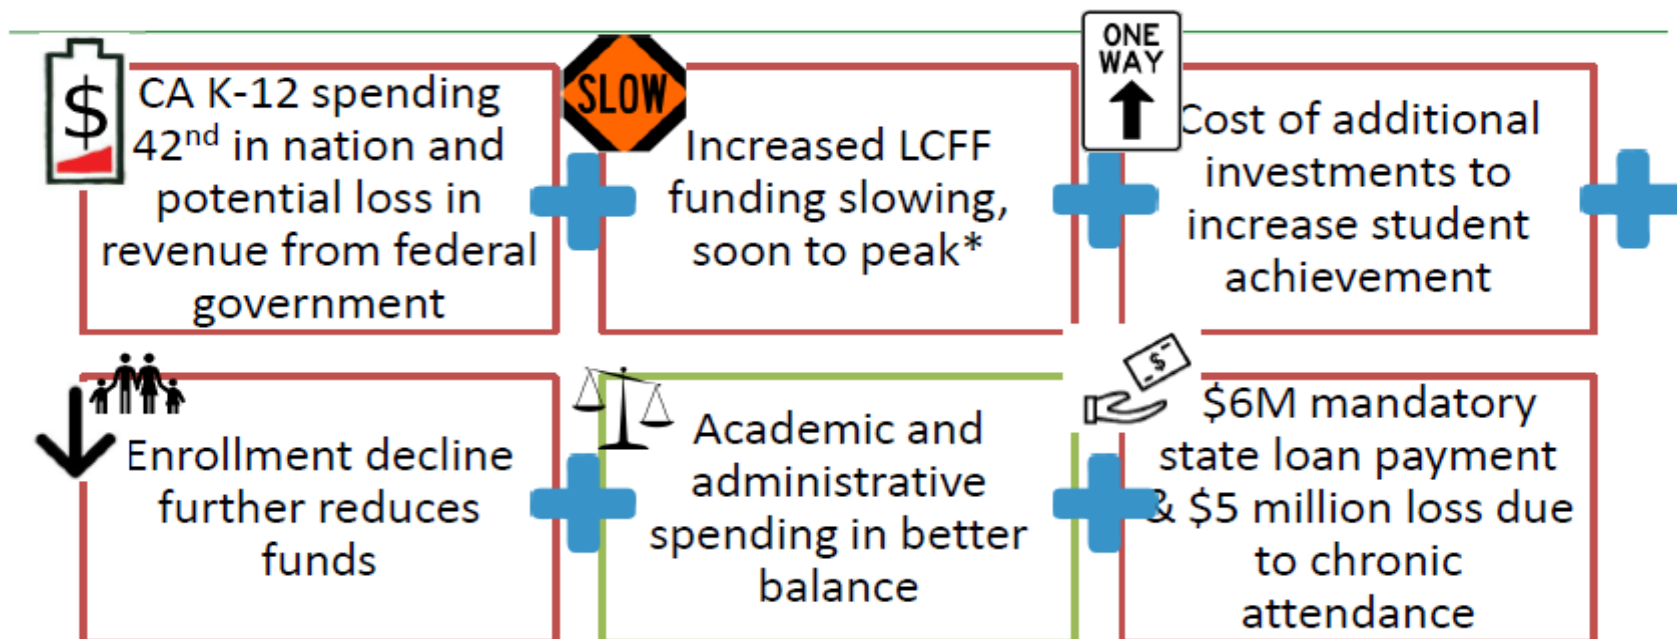 $
CA K-12 spending
42nd in nation and
potential loss in
revenue from federal
government
SLOW
Increased LCFF
funding slowing,
soon to peak*
ONE
WAY
Cost of additional
investments to
increase student
achievement
Enrollment decline
further reduces
funds
Academic and
administrative
spending in better
balance
$
$6M mandatory
state loan payment
& $5 million loss due
to chronic
attendance